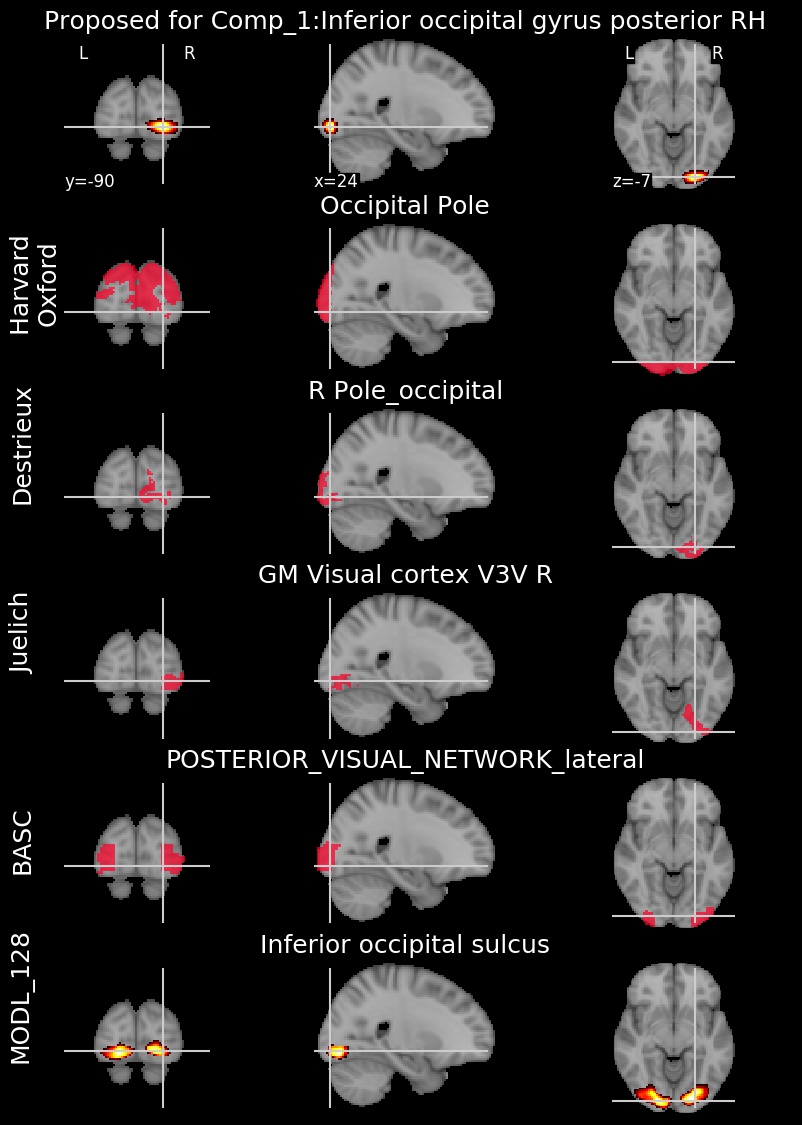 Proposed for Comp_1:Inferior occipital gyrus posterior RH
L R L R
y=-90 x=24 z=-7
Occipital Pole
Harvard
Oxford
R Pole_occipital
Destrieux
GM Visual cortex V3V R
Juelich
POSTERIOR_VISUAL_NETWORK_lateral
BASC
Inferior occipital sulcus
MODL_128